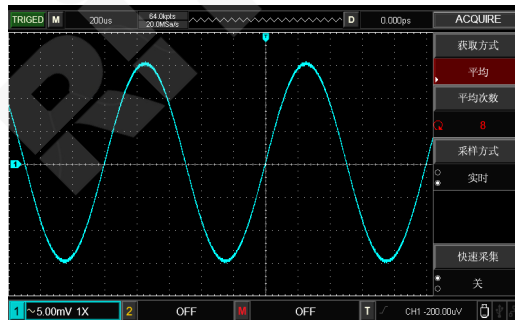 TRIGED M 200us 64.0kpts D 0.000ps ACQUIRE
20.0MSa/s
获取方式
平均
平均次数
8
采样方式
实时
快速采集
关
1
1 ~5.00mV 1X 2 OFF M OFF T CH1 -200.00uV